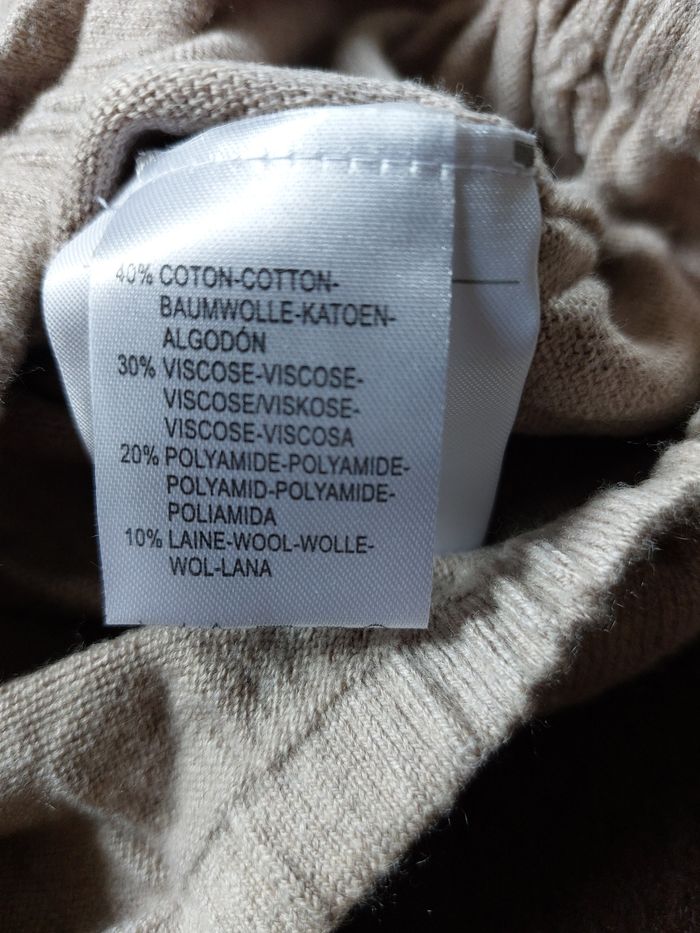 40% COTON-COTTON-
BAUMWOLLE-KATOEN-
ALGODÓN
30% VISCOSE-VISCOSE-
VISCOSE/VISKOSE-
VISCOSE-VISCOSA
20% POLYAMIDE-POLYAMIDE-
POLYAMID-POLYAMIDE-
POLIAMIDA
10% LAINE-WOOL-WOLLE-
WOL-LANA